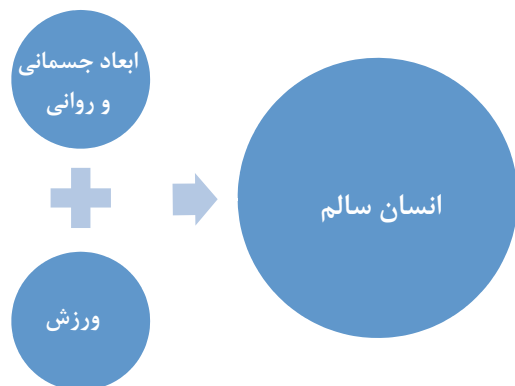 ابعاد جسمانی
و روانی
ورزش
انسان سالم